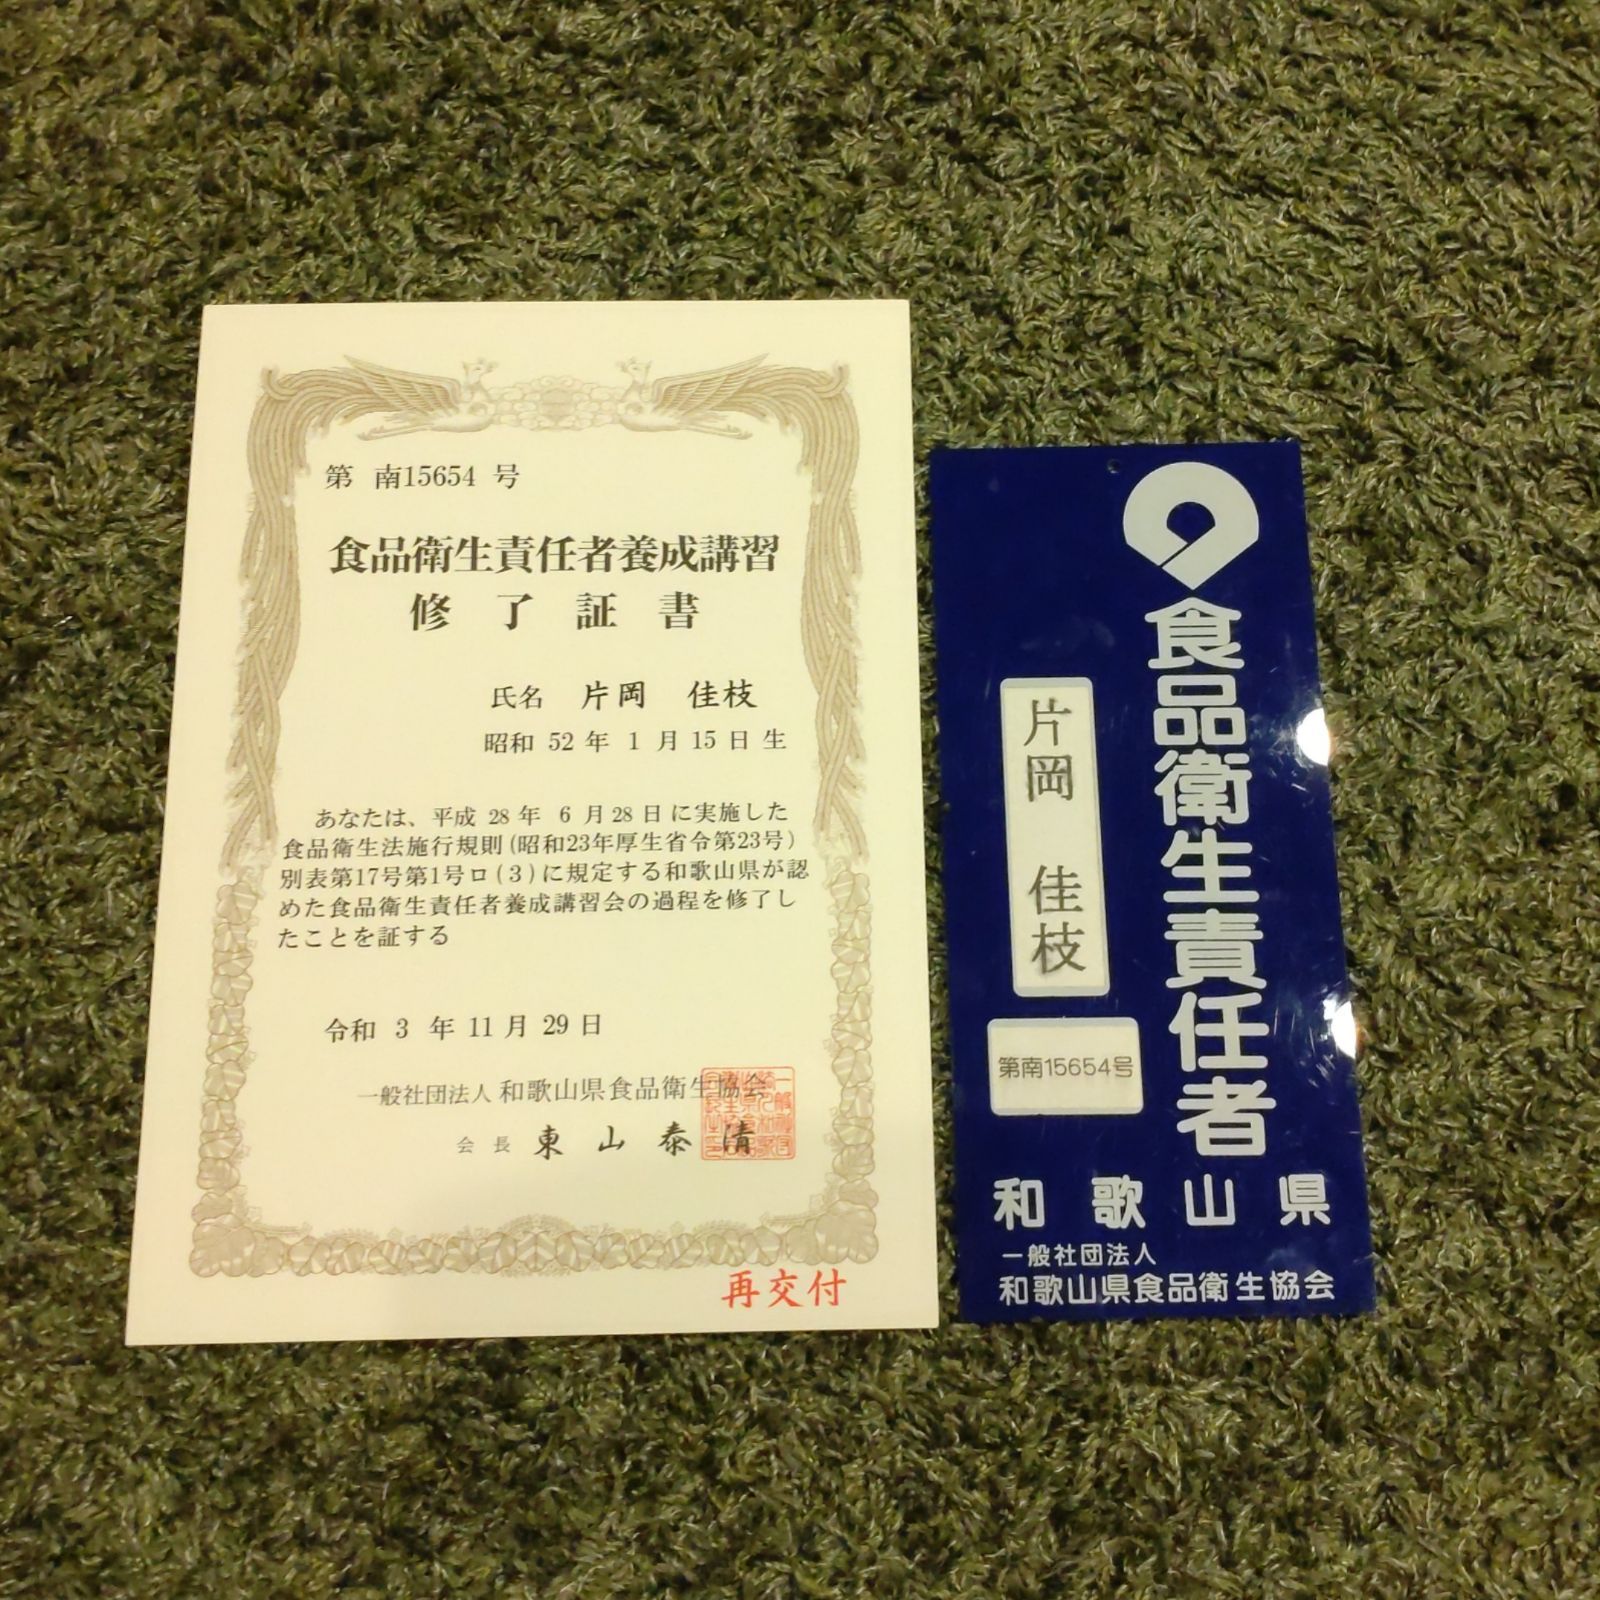 第 南15654 号
食品衛生責任者養成講習
修了証書
氏名 片岡 佳枝
昭和 52 年 1 月 15 日 生
あなたは、平成 28 年 6 月 28 日 に実施した
食品衛生法施行規則(昭和23年厚生省令第23号)
別表第17号第1号ロ(3)に規定する和歌山県が認
めた食品衛生責任者養成講習会の過程を修了し
たことを証する
令和 3 年 11 月 29 日
一般社団法人 和歌山県食品衛生協会
会長 東山泰清
再交付
食品衛生責任者
片岡 佳枝
第南15654号
和歌山県
一般社団法人
和歌山県食品衛生協会